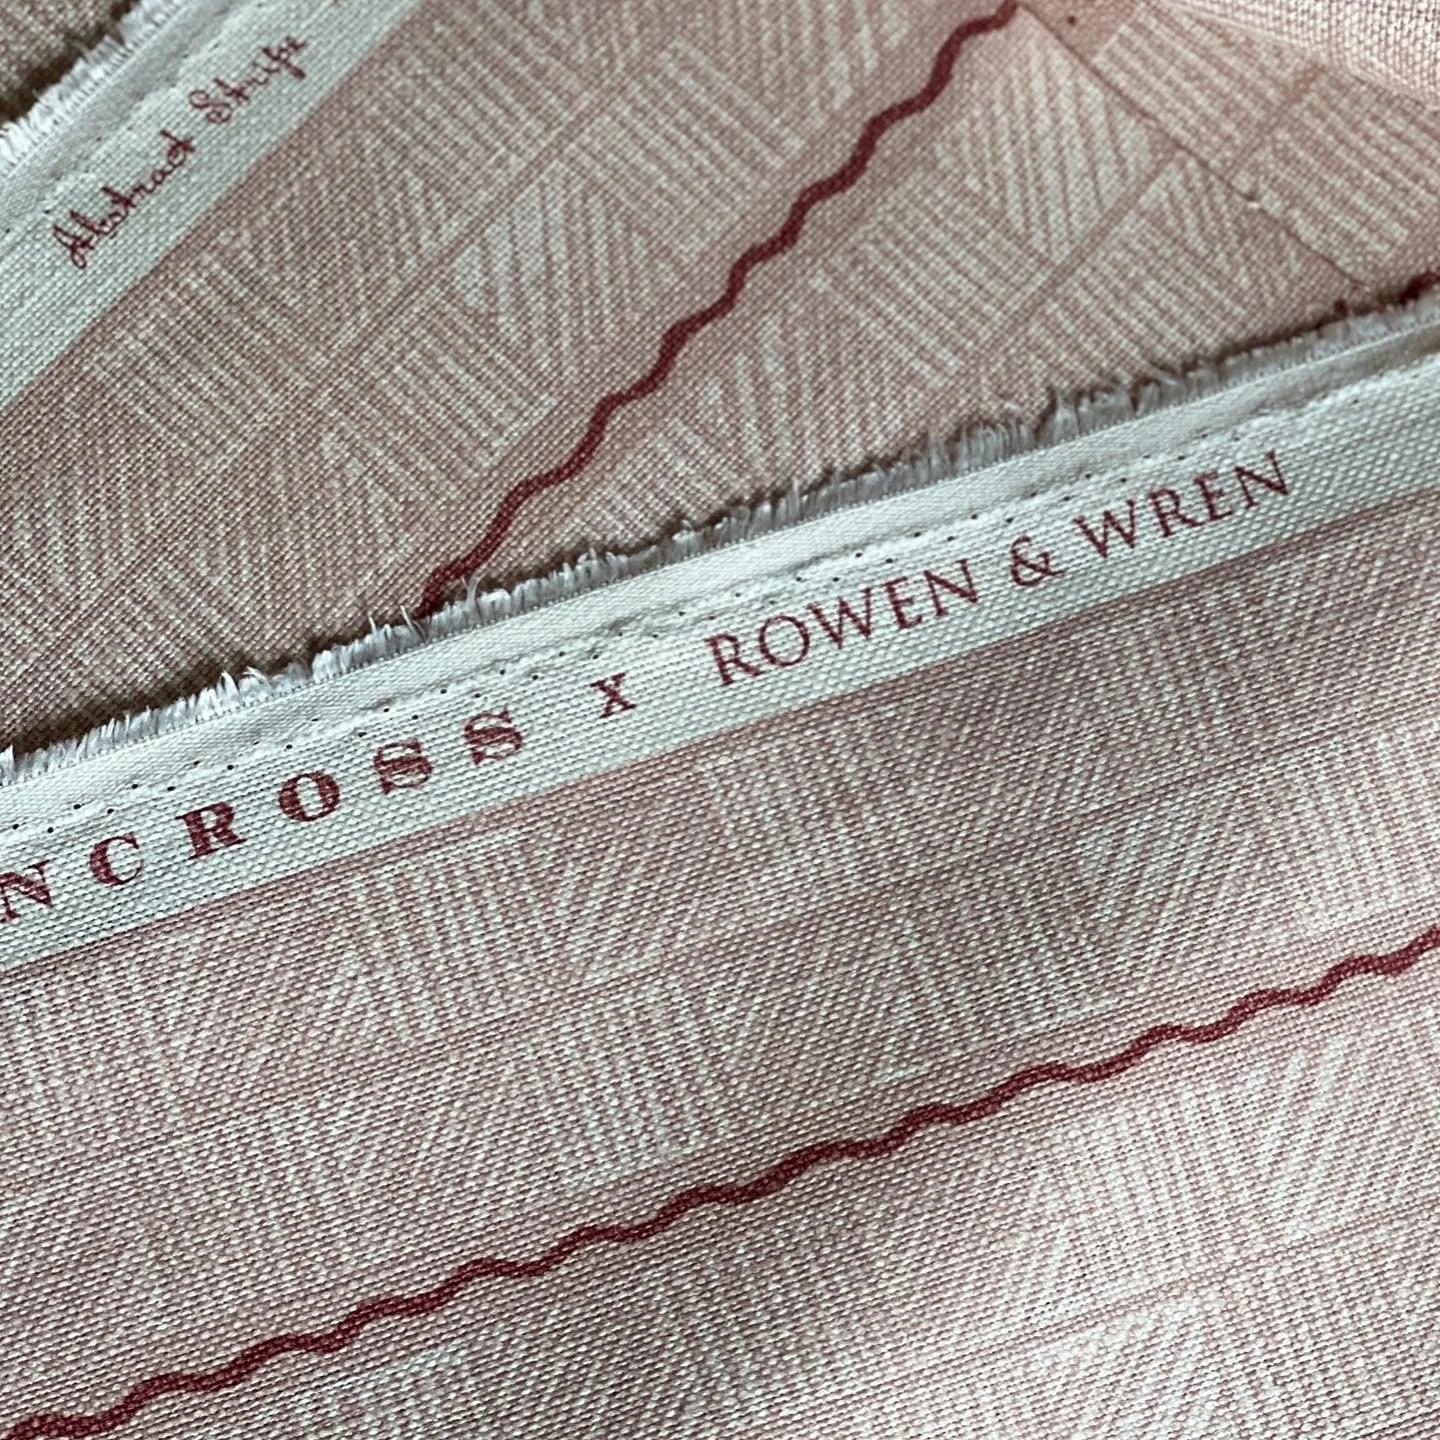 Abstract Stripe
NCROSS x ROWEN & WREN